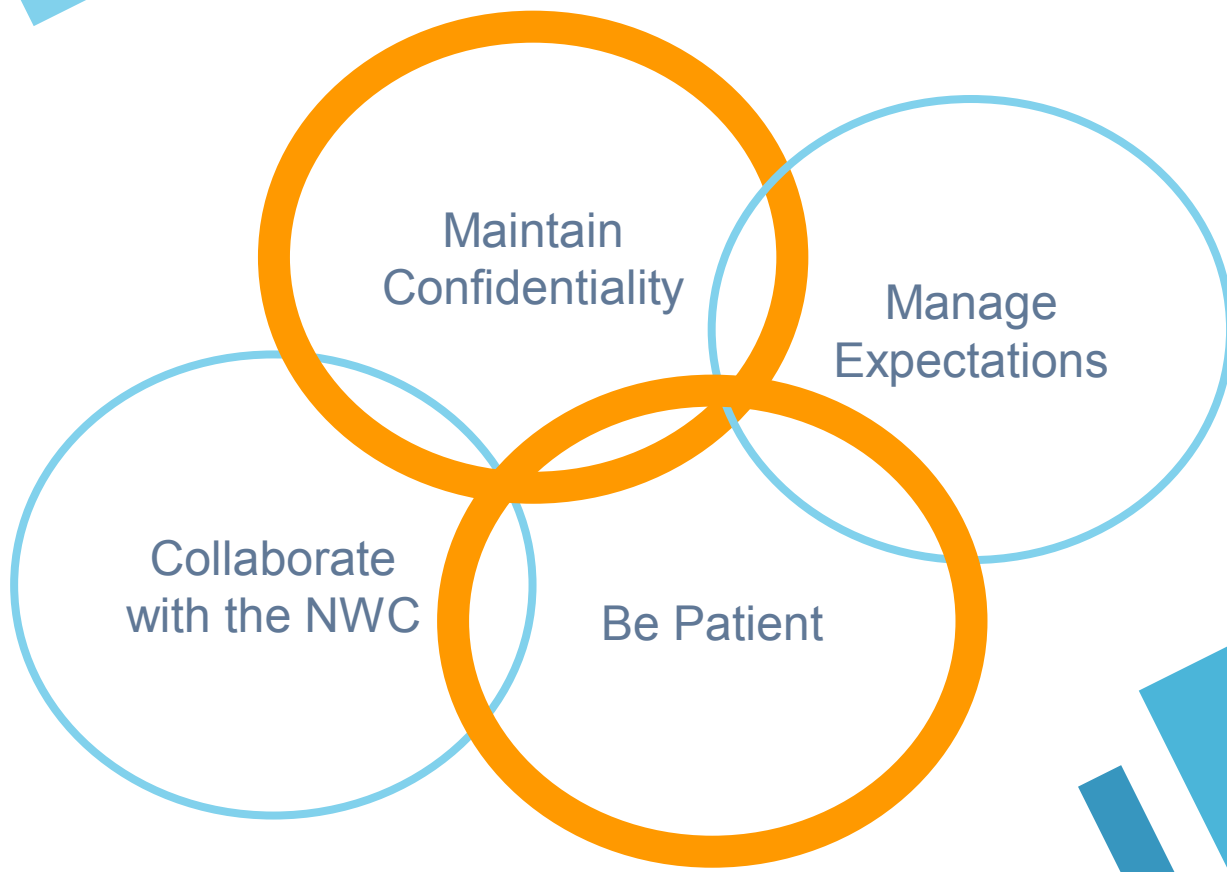 Maintain
Confidentiality
Manage
Expectations
Collaborate
with the NWC
Be Patient